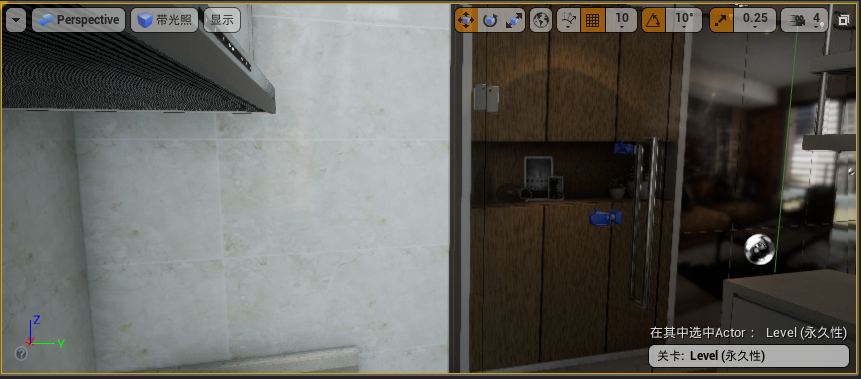 Perspective 带光照 显示 10 10° 0.25 4
Z
Y
?
在其中选中Actor： Level (永久性)
关卡: Level (永久性)